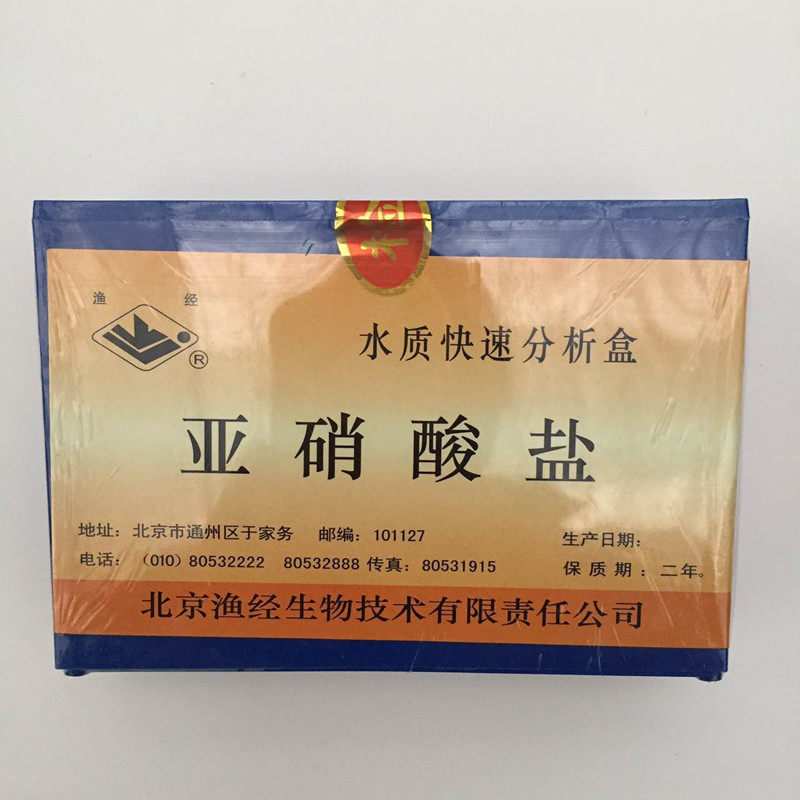 检
渔 经
®
水质快速分析盒
亚硝酸盐
地址：北京市通州区于家务 邮编：101127
生产日期：
电话：（010）80532222 80532888 传真：80531915
保质期：二年。
北京渔经生物技术有限责任公司